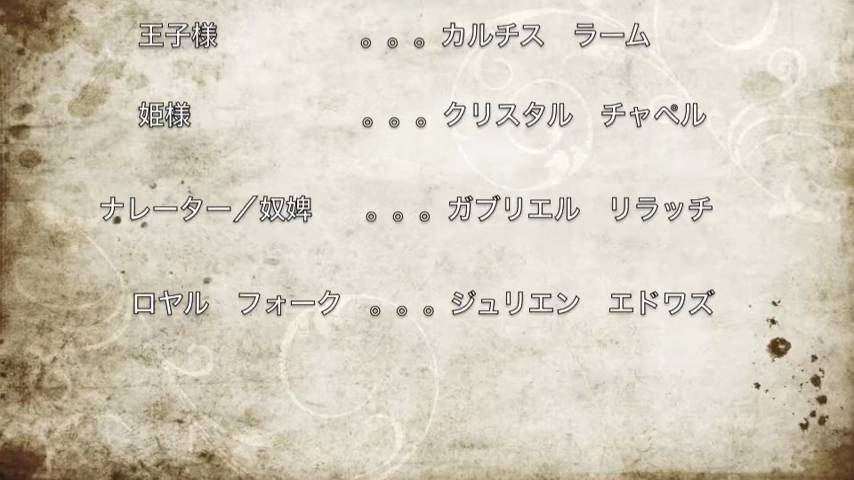 王子様 。。。カルチス ラーム
姫様 。。。クリスタル チャペル
ナレーター／奴婢 。。。ガブリエル リラッチ
ロヤル フォーク 。。。ジュリエン エドワズ